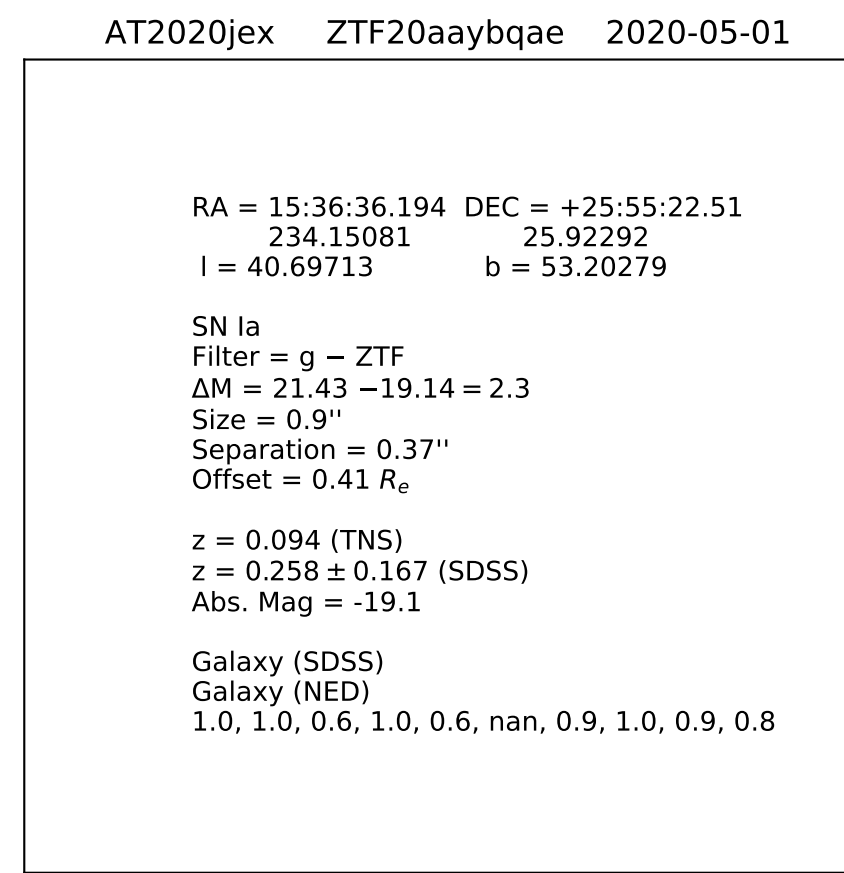 AT2020jex ZTF20aaybqae 2020-05-01
RA = 15:36:36.194 DEC = +25:55:22.51
234.15081 25.92292
l = 40.69713 b = 53.20279
SN Ia
Filter = g − ZTF
ΔM = 21.43 −19.14 = 2.3
Size = 0.9''
Separation = 0.37''
Offset = 0.41 Rₑ
z = 0.094 (TNS)
z = 0.258 ± 0.167 (SDSS)
Abs. Mag = -19.1
Galaxy (SDSS)
Galaxy (NED)
1.0, 1.0, 0.6, 1.0, 0.6, nan, 0.9, 1.0, 0.9, 0.8